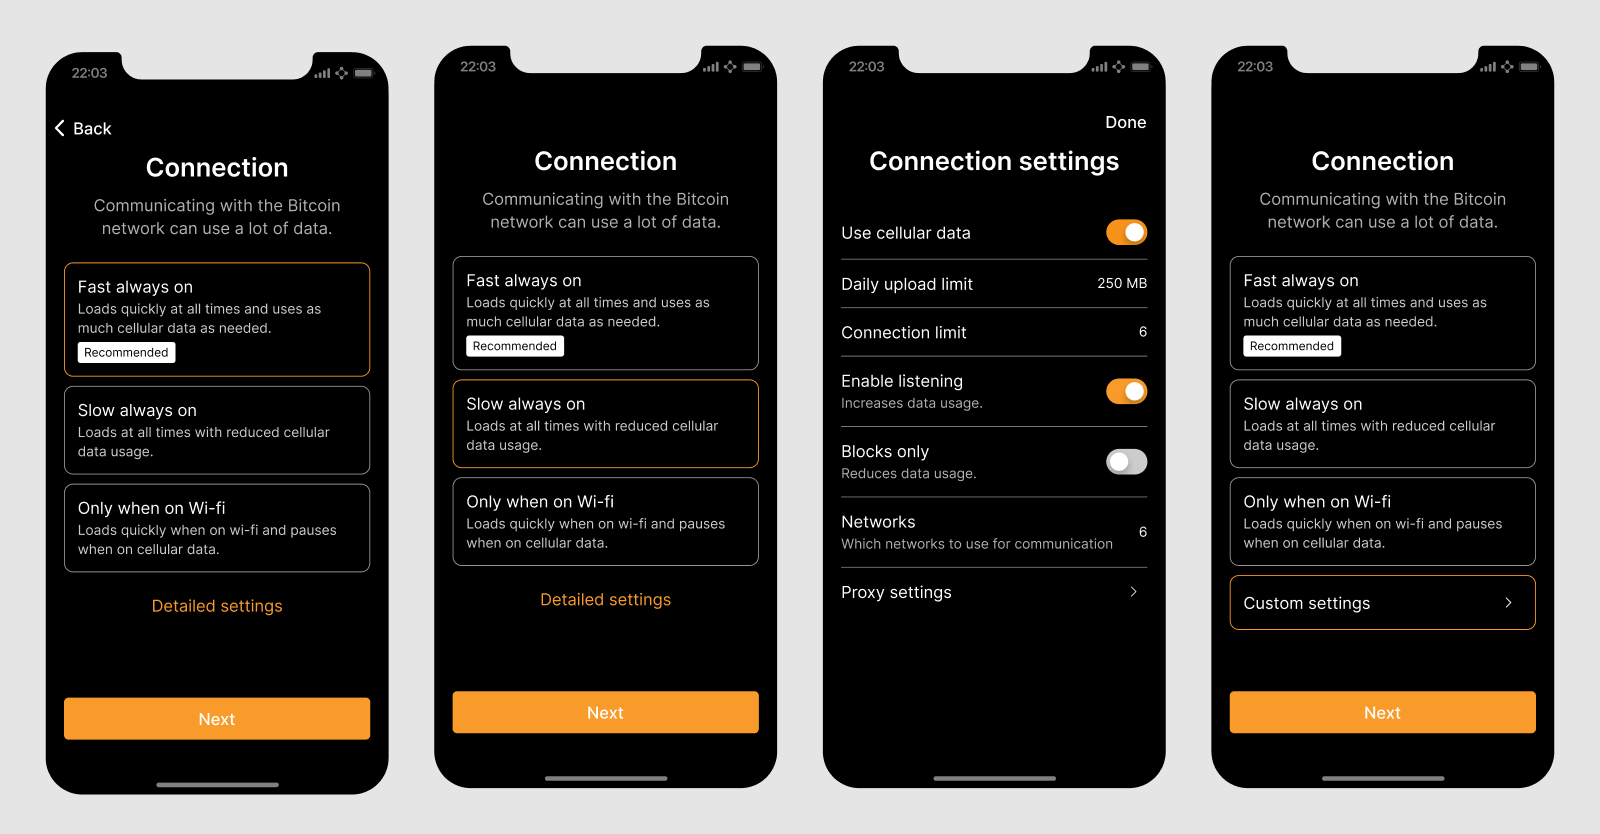 22:03
Back
Connection
Communicating with the Bitcoin
network can use a lot of data.
Fast always on
Loads quickly at all times and uses as
much cellular data as needed.
Recommended
Slow always on
Loads at all times with reduced cellular
data usage.
Only when on Wi-fi
Loads quickly when on wi-fi and pauses
when on cellular data.
Detailed settings
Next
22:03
Connection
Communicating with the Bitcoin
network can use a lot of data.
Fast always on
Loads quickly at all times and uses as
much cellular data as needed.
Recommended
Slow always on
Loads at all times with reduced cellular
data usage.
Only when on Wi-fi
Loads quickly when on wi-fi and pauses
when on cellular data.
Detailed settings
Next
22:03
Done
Connection settings
Use cellular data
Daily upload limit 250 MB
Connection limit 6
Enable listening
Increases data usage.
Blocks only
Reduces data usage.
Networks
6
Which networks to use for communication
Proxy settings
22:03
Connection
Communicating with the Bitcoin
network can use a lot of data.
Fast always on
Loads quickly at all times and uses as
much cellular data as needed.
Recommended
Slow always on
Loads at all times with reduced cellular
data usage.
Only when on Wi-fi
Loads quickly when on wi-fi and pauses
when on cellular data.
Custom settings
Next